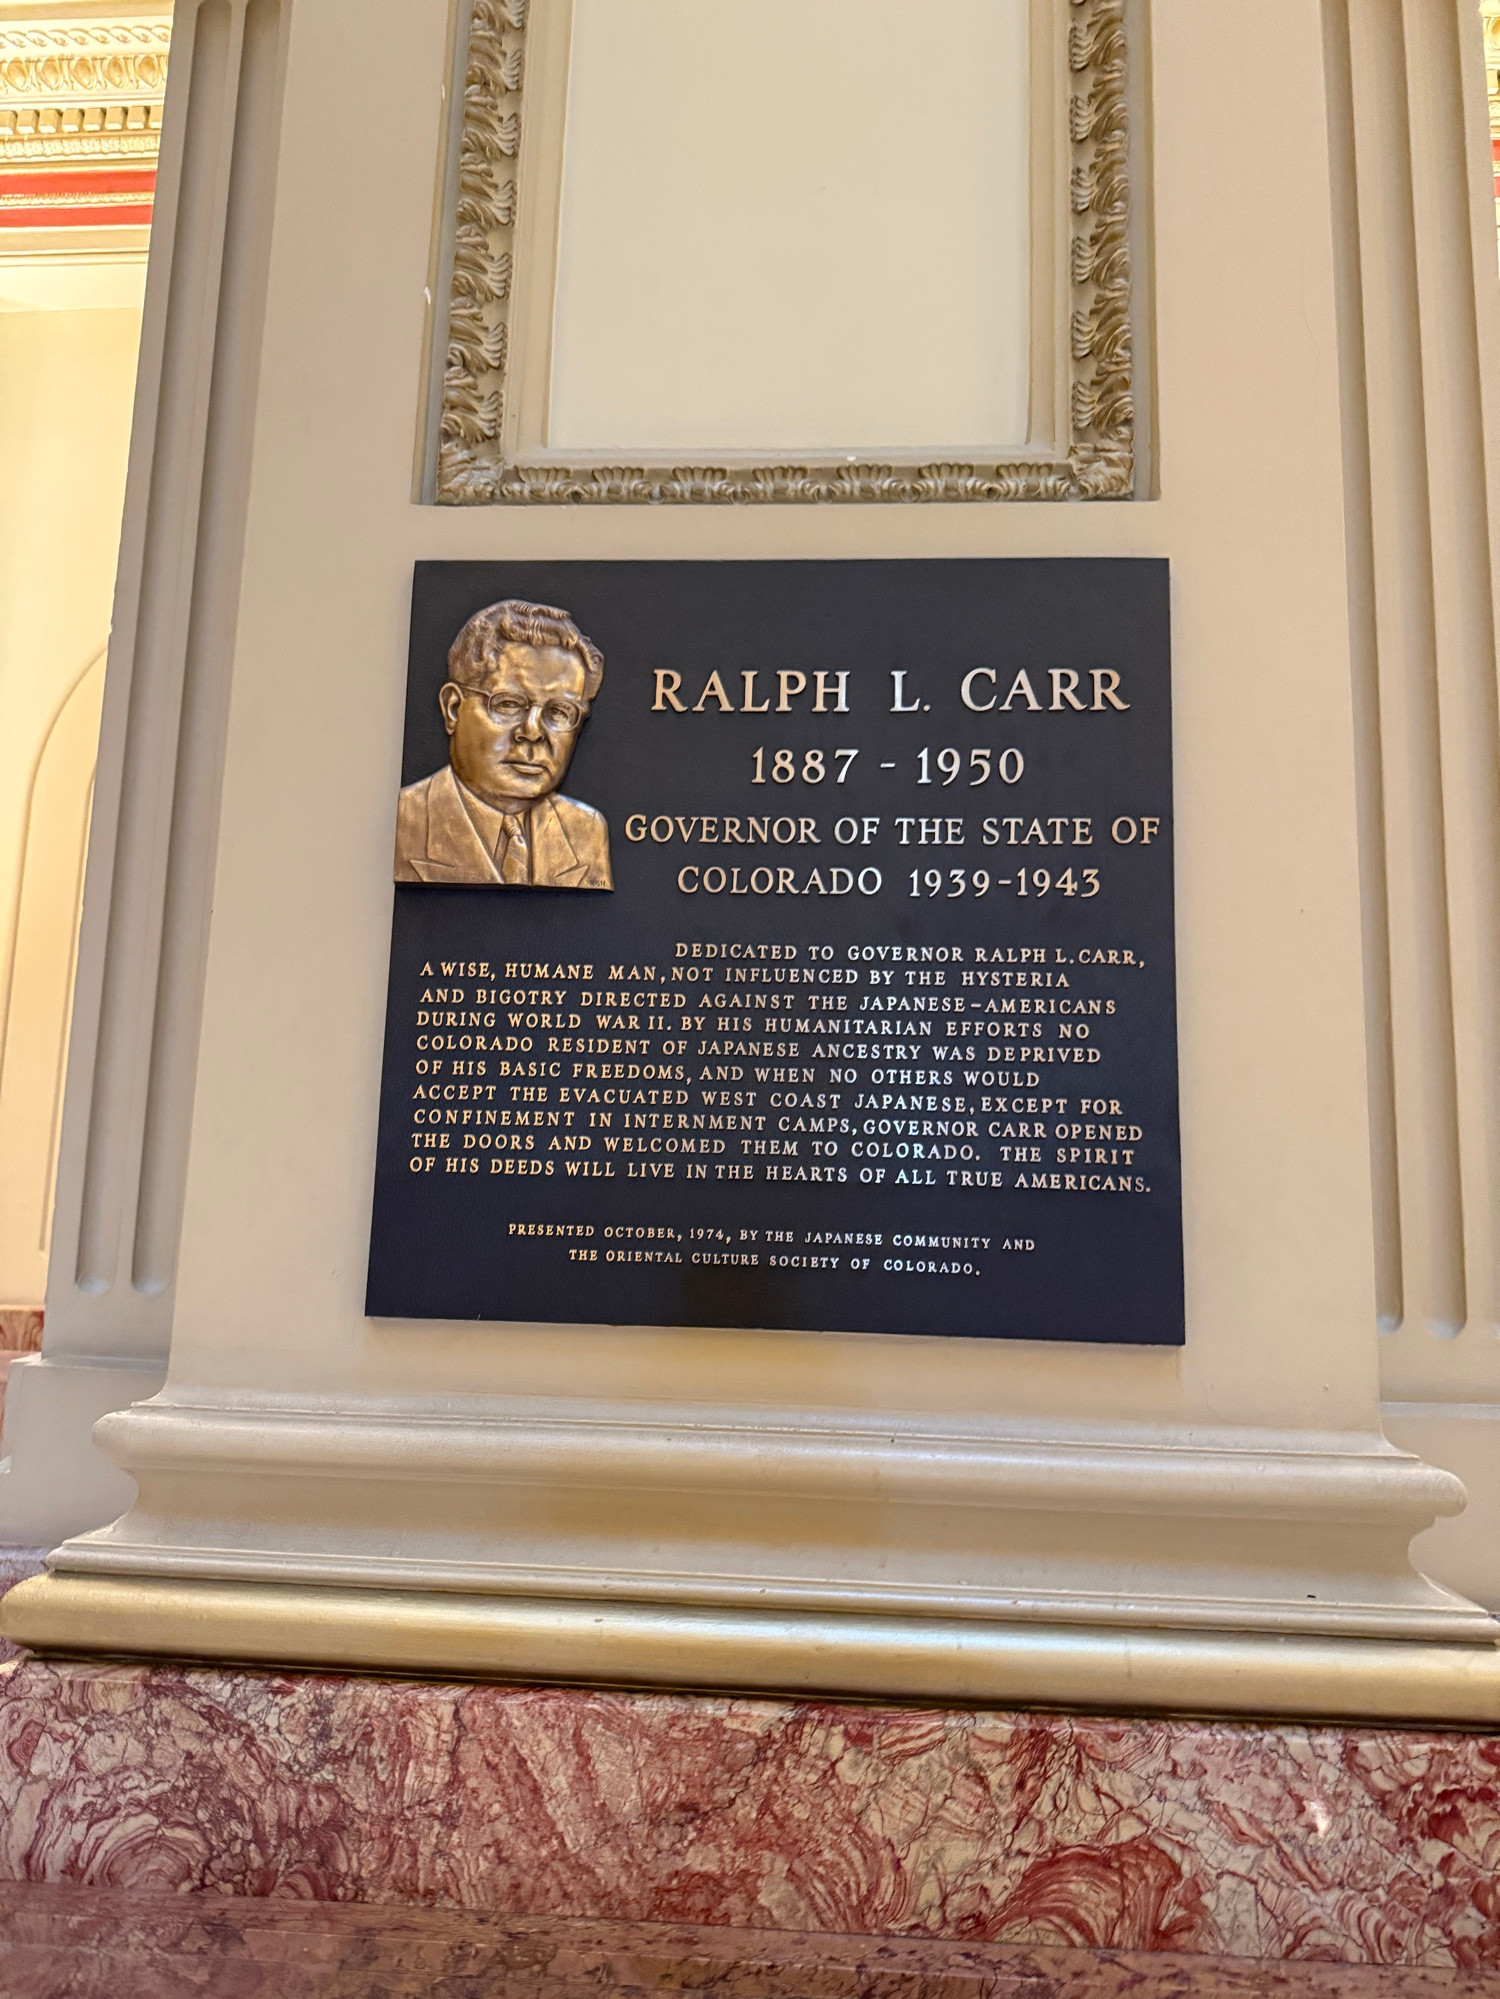 RALPH L. CARR
1887 - 1950
GOVERNOR OF THE STATE OF
COLORADO 1939-1943
DEDICATED TO GOVERNOR RALPH L. CARR,
A WISE, HUMANE MAN, NOT INFLUENCED BY THE HYSTERIA
AND BIGOTRY DIRECTED AGAINST THE JAPANESE-AMERICANS
DURING WORLD WAR II. BY HIS HUMANITARIAN EFFORTS NO
COLORADO RESIDENT OF JAPANESE ANCESTRY WAS DEPRIVED
OF HIS BASIC FREEDOMS, AND WHEN NO OTHERS WOULD
ACCEPT THE EVACUATED WEST COAST JAPANESE, EXCEPT FOR
CONFINEMENT IN INTERNMENT CAMPS, GOVERNOR CARR OPENED
THE DOORS AND WELCOMED THEM TO COLORADO. THE SPIRIT
OF HIS DEEDS WILL LIVE IN THE HEARTS OF ALL TRUE AMERICANS.
PRESENTED OCTOBER, 1974, BY THE JAPANESE COMMUNITY AND
THE ORIENTAL CULTURE SOCIETY OF COLORADO.